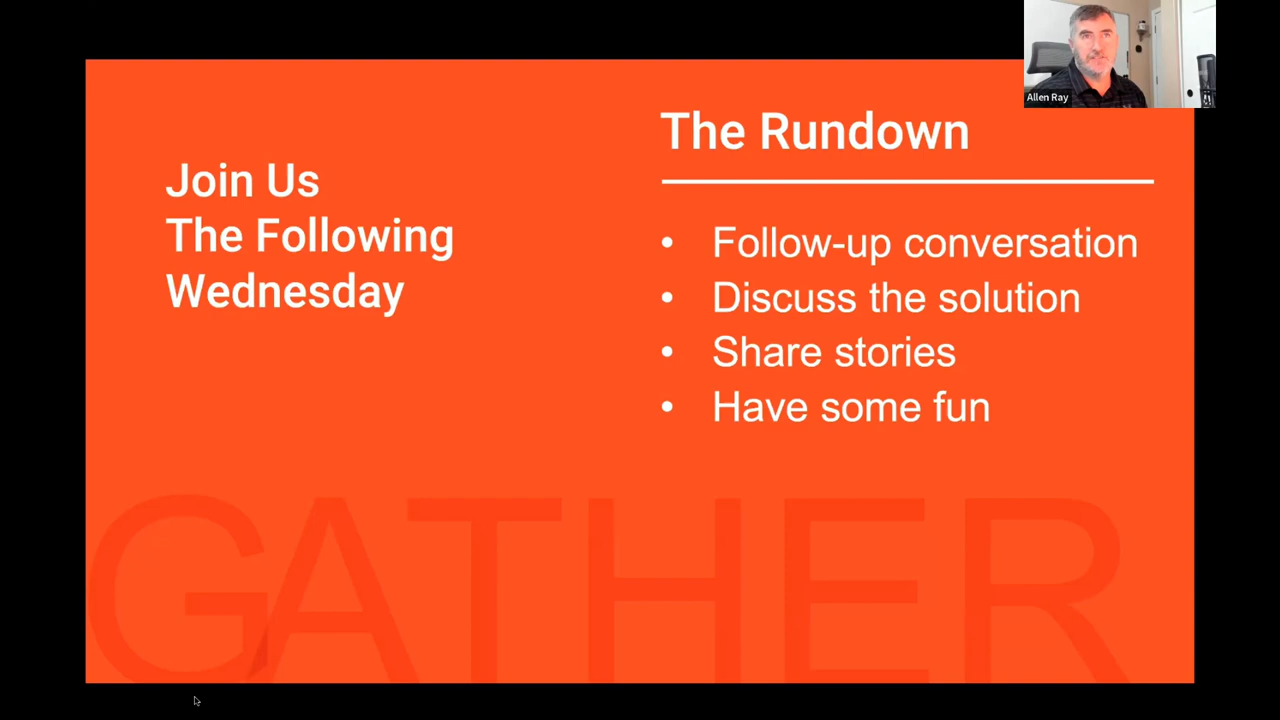 Allen Ray
Join Us
The Following
Wednesday
The Rundown
• Follow-up conversation
• Discuss the solution
• Share stories
• Have some fun
GATHER